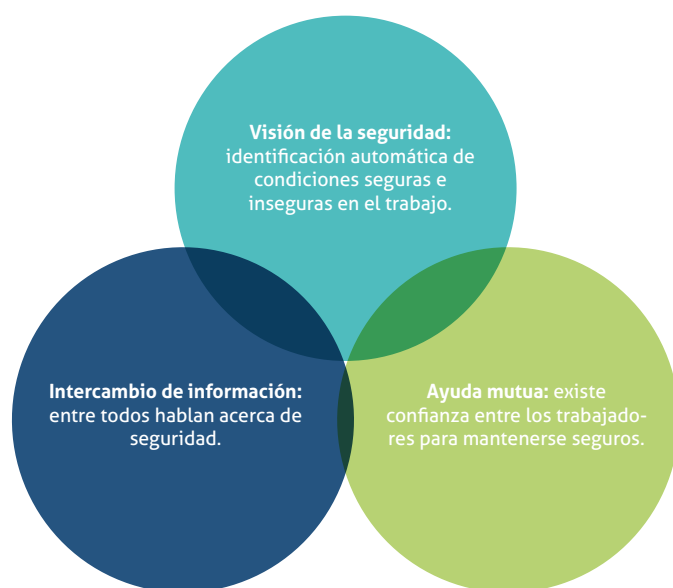 Visión de la seguridad:
identificación automática de
condiciones seguras e
inseguras en el trabajo.
Intercambio de información:
entre todos hablan acerca de
seguridad.
Ayuda mutua: existe
confianza entre los trabajado-
res para mantenerse seguros.